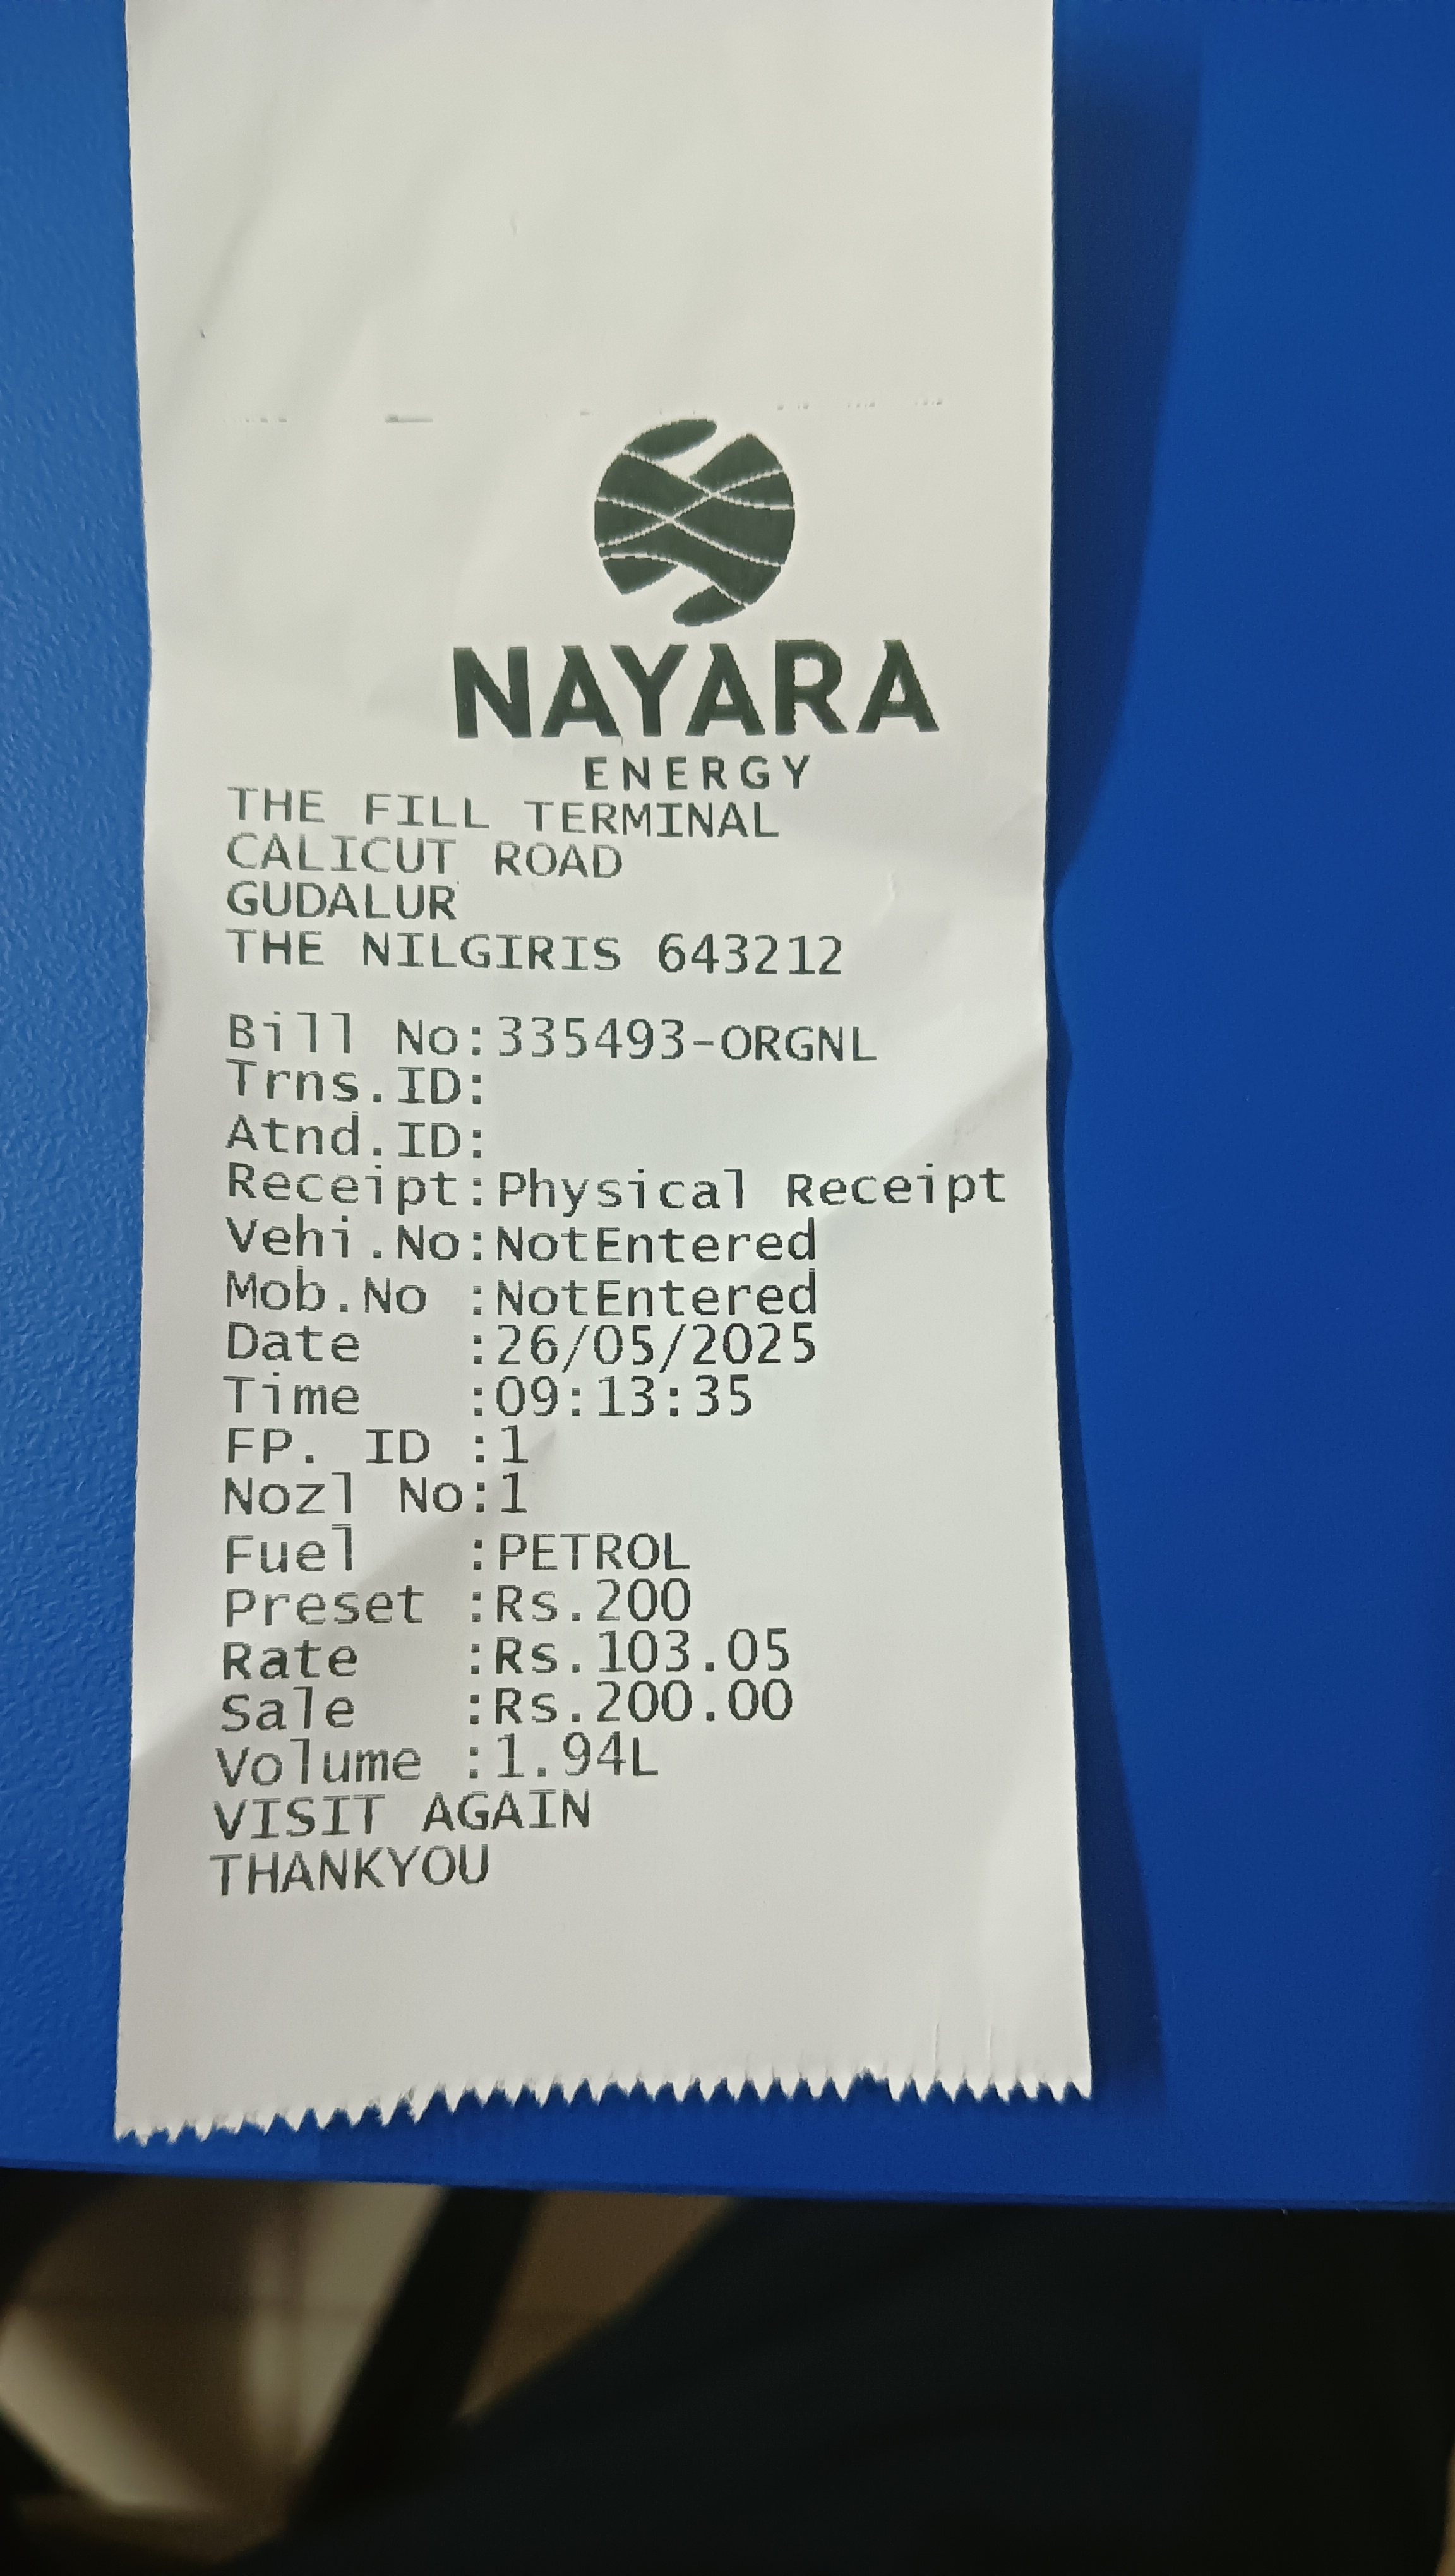 NAYARA
ENERGY
THE FILL TERMINAL
CALICUT ROAD
GUDALUR
THE NILGIRIS 643212
Bill No:335493-ORGNL
Trns.ID:
Atnd.ID:
Receipt:Physical Receipt
Vehi.No:NotEntered
Mob.No :NotEntered
Date   :26/05/2025
Time   :09:13:35
FP. ID :1
Nozl No:1
Fuel   :PETROL
Preset :Rs.200
Rate   :Rs.103.05
Sale   :Rs.200.00
Volume :1.94L
VISIT AGAIN
THANKYOU